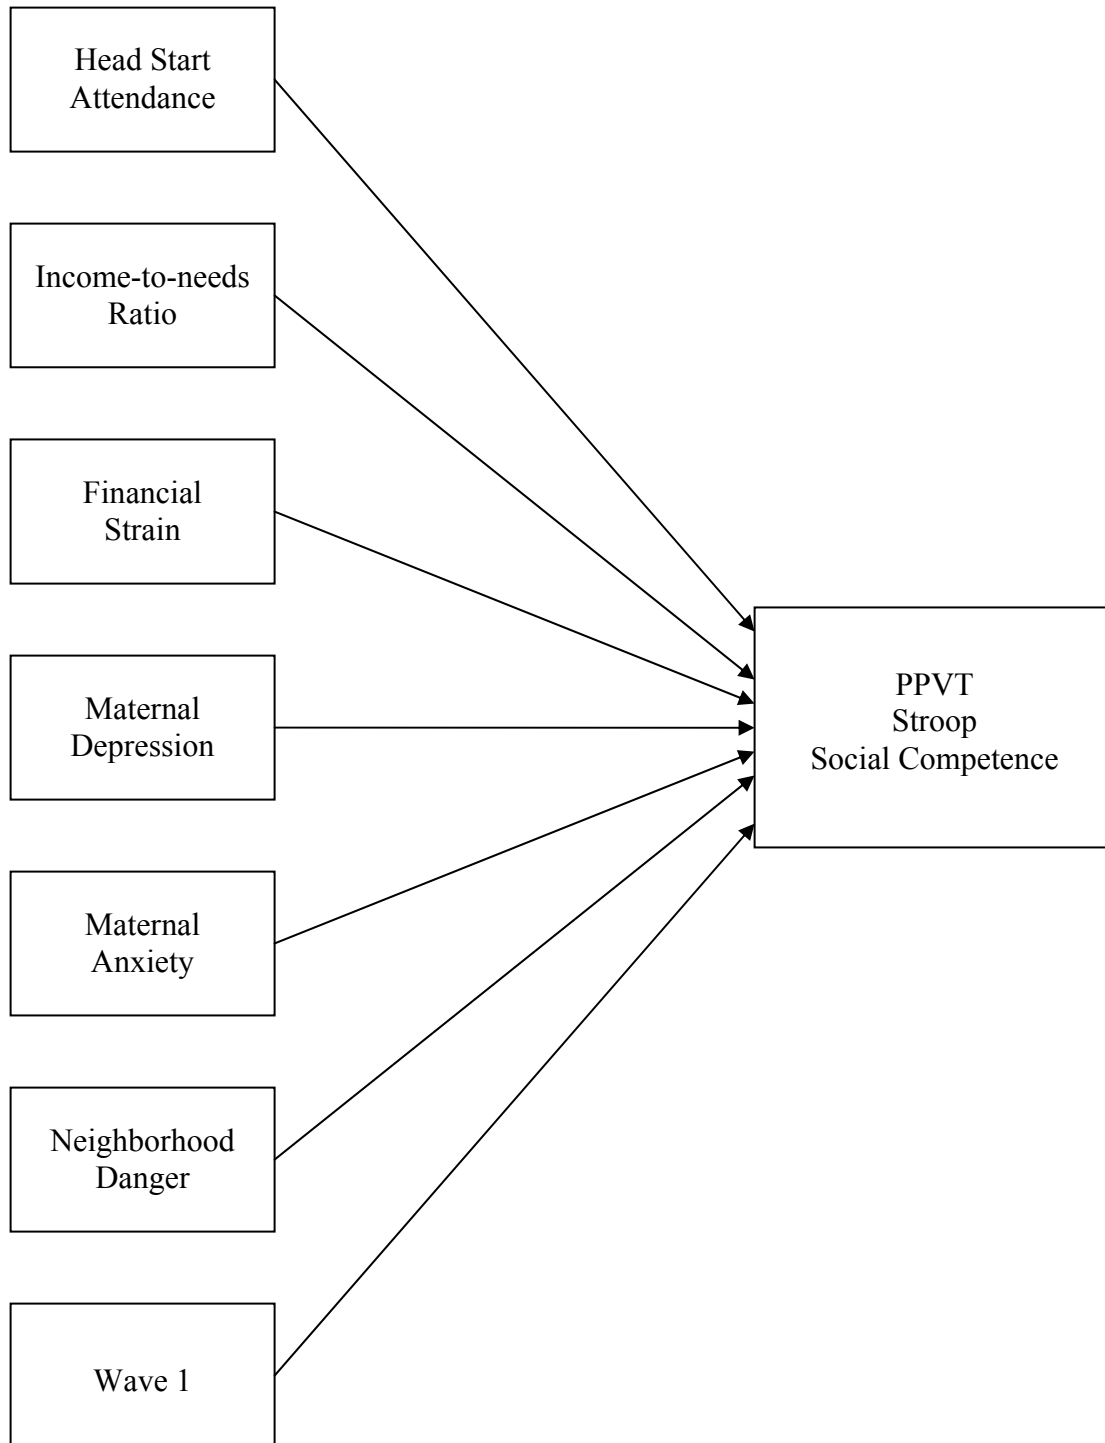 Head Start
Attendance
Income-to-needs
Ratio
Financial
Strain
Maternal
Depression
PPVT
Stroop
Social Competence
Maternal
Anxiety
Neighborhood
Danger
Wave 1